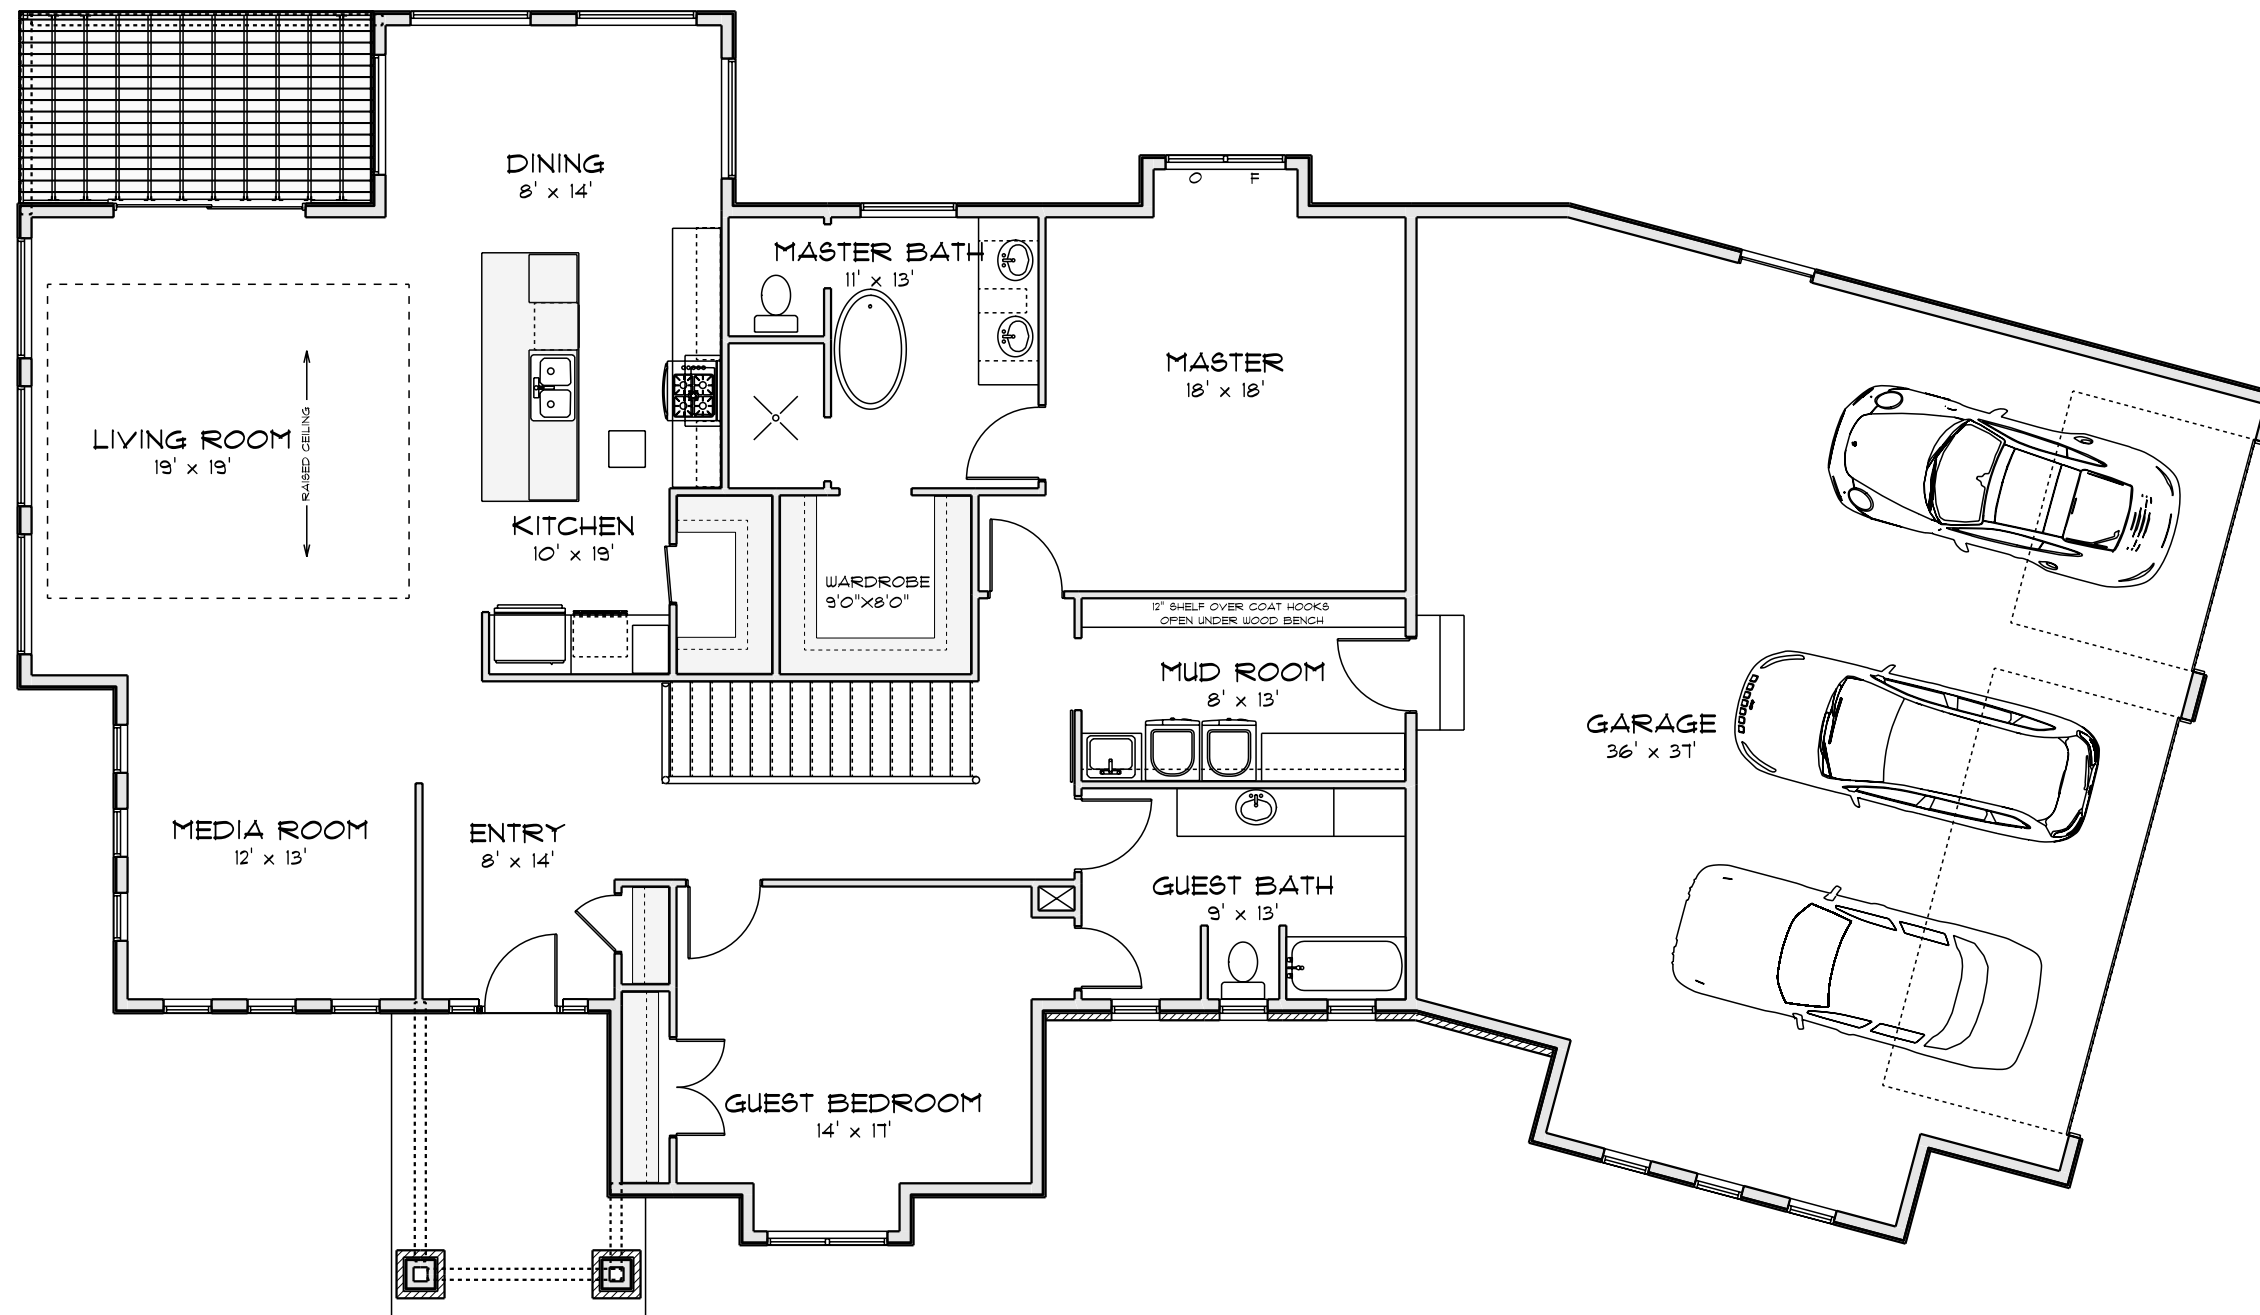 DINING
8' x 14'
O F
MASTER BATH
11' x 13'
MASTER
18' x 18'
LIVING ROOM
19' x 19'
RAISED CEILING
KITCHEN
10' x 19'
WARDROBE
9'0"X8'0"
12" SHELF OVER COAT HOOKS
OPEN UNDER WOOD BENCH
MUD ROOM
8' x 13'
GARAGE
36' x 37'
MEDIA ROOM
12' x 13'
ENTRY
8' x 14'
GUEST BATH
9' x 13'
GUEST BEDROOM
14' x 17'